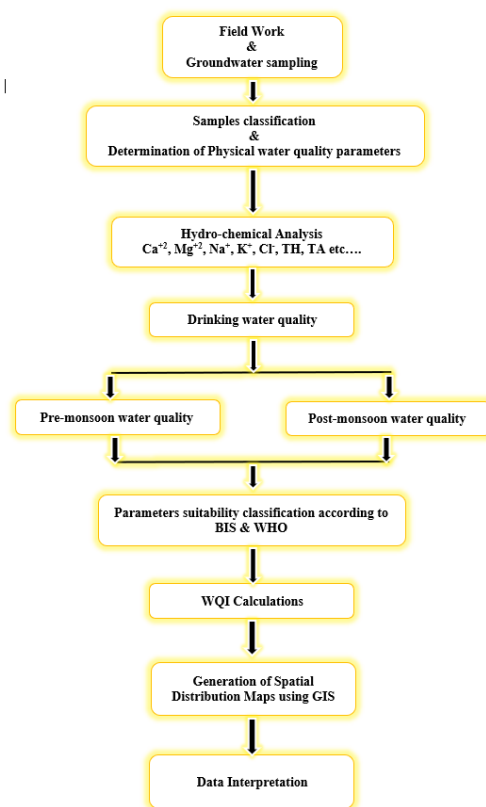 Field Work
&
Groundwater sampling
Samples classification
&
Determination of Physical water quality parameters
Hydro-chemical Analysis
Ca⁺², Mg⁺², Na⁺, K⁺, Cl⁻, TH, TA etc….
Drinking water quality
Pre-monsoon water quality
Post-monsoon water quality
Parameters suitability classification according to
BIS & WHO
WQI Calculations
Generation of Spatial
Distribution Maps using GIS
Data Interpretation